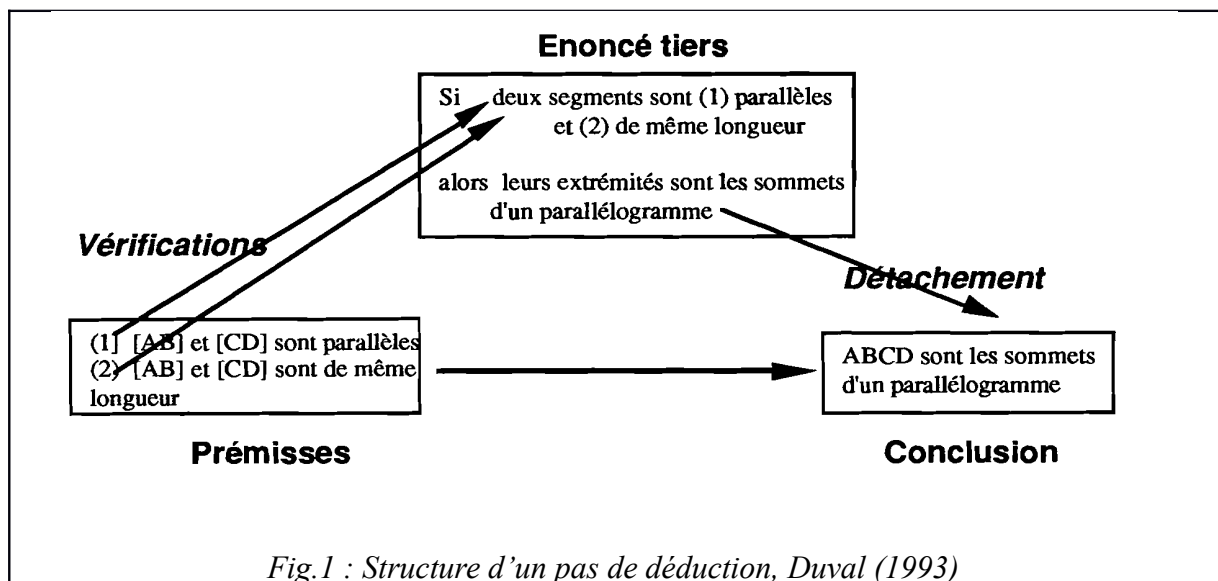 Enoncé tiers
Si deux segments sont (1) parallèles
et (2) de même longueur
alors leurs extrémités sont les sommets
d'un parallélogramme
Vérifications
Détachement
(1) [AB] et [CD] sont parallèles
(2) [AB] et [CD] sont de même
longueur
ABCD sont les sommets
d'un parallélogramme
Prémisses
Conclusion
Fig.1 : Structure d'un pas de déduction, Duval (1993)